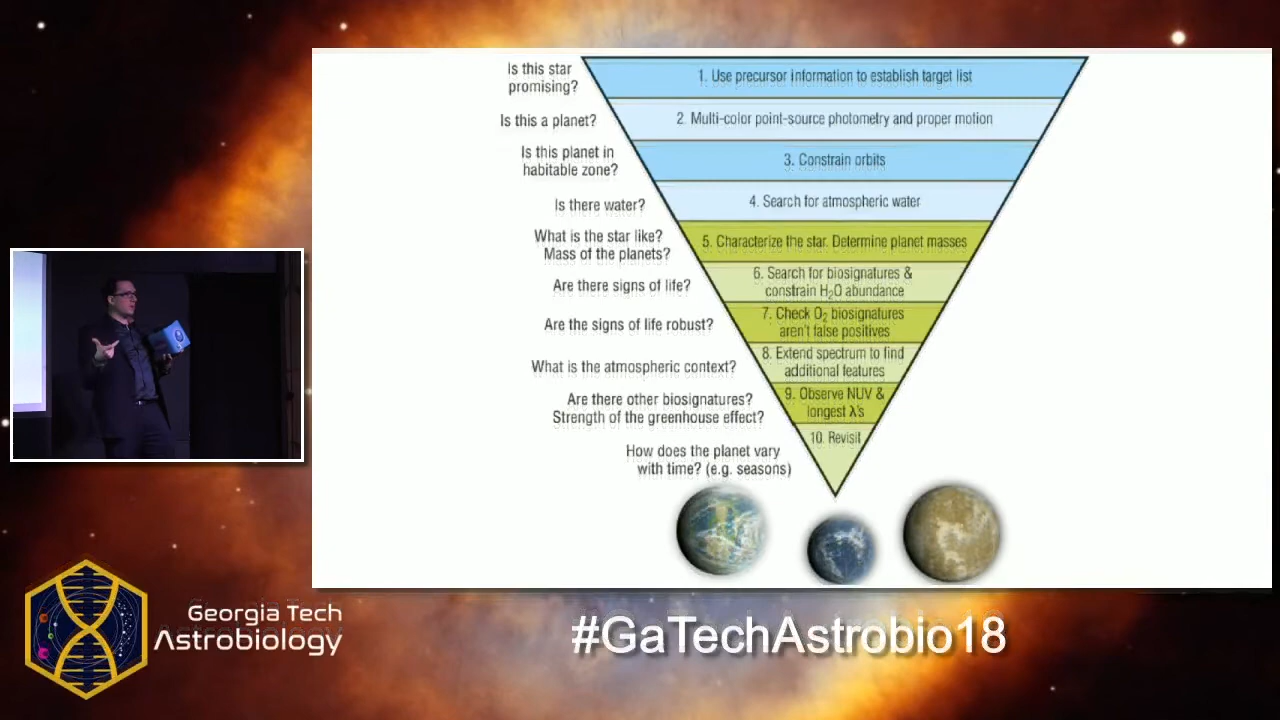 Is this star
promising?
1. Use precursor information to establish target list
Is this a planet?
2. Multi-color point-source photometry and proper motion
Is this planet in
habitable zone?
3. Constrain orbits
Is there water?
4. Search for atmospheric water
What is the star like?
Mass of the planets?
5. Characterize the star. Determine planet masses
Are there signs of life?
6. Search for biosignatures &
constrain H₂O abundance
Are the signs of life robust?
7. Check O₂ biosignatures
aren't false positives
What is the atmospheric context?
8. Extend spectrum to find
additional features
Are there other biosignatures?
Strength of the greenhouse effect?
9. Observe NUV &
longest λ's
How does the planet vary
with time? (e.g. seasons)
10. Revisit
Georgia Tech
Astrobiology
#GaTechAstrobio18